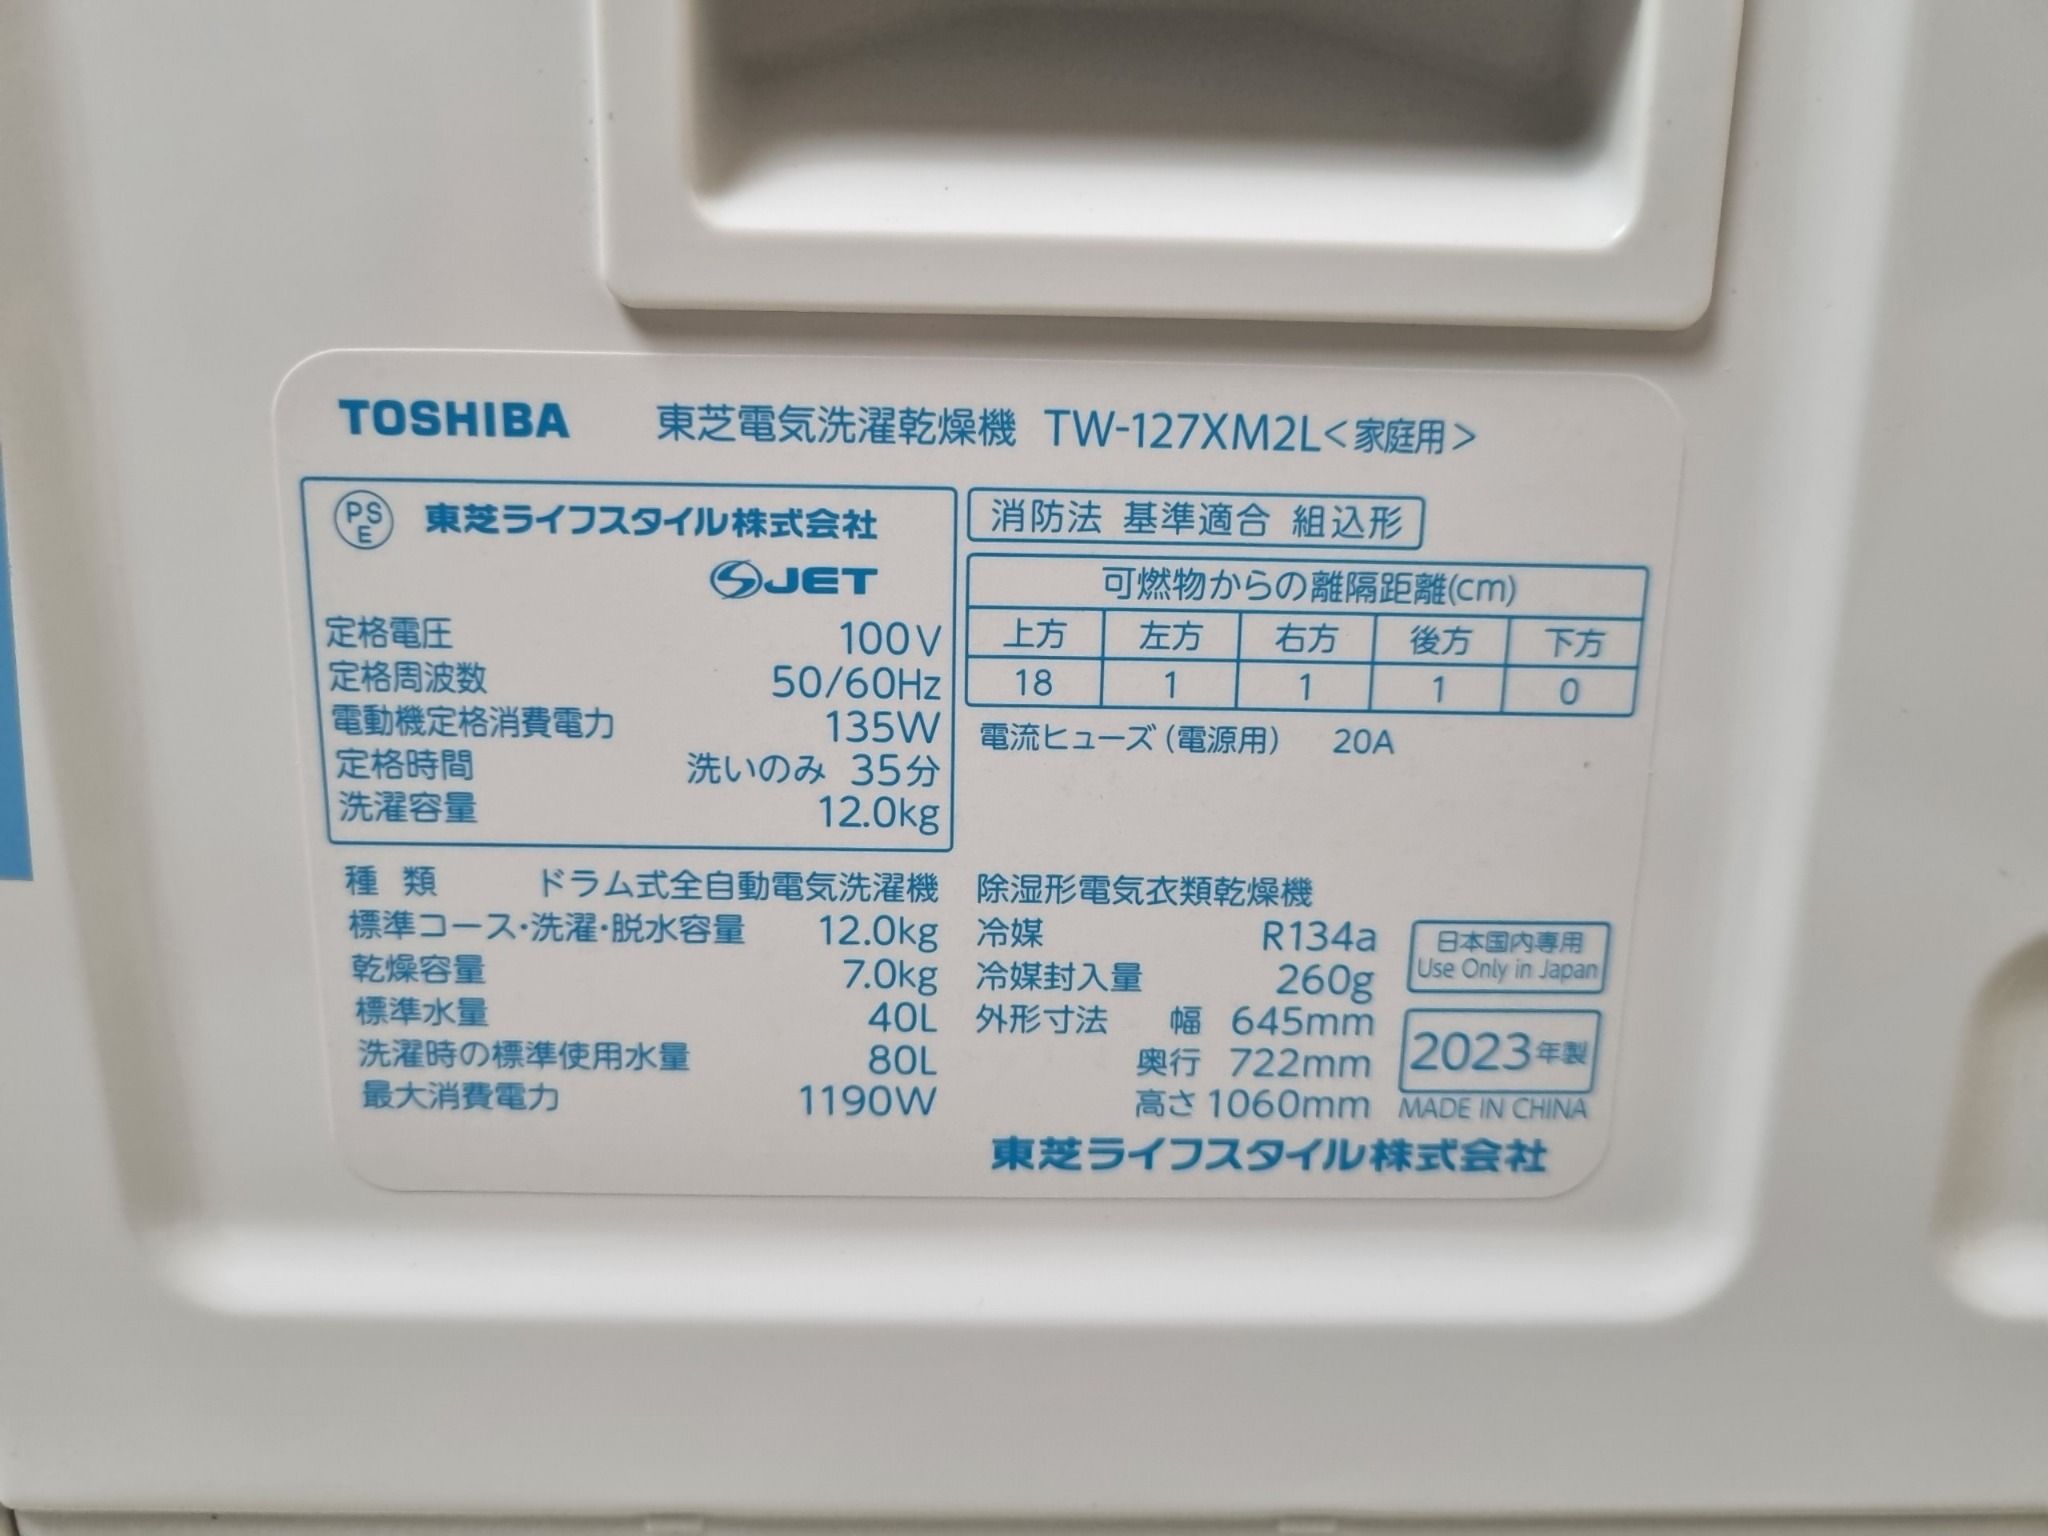 TOSHIBA 東芝電気洗濯乾燥機 TW-127XM2L<家庭用>
PSE 東芝ライフスタイル株式会社
S JET
定格電圧 100V
定格周波数 50/60Hz
電動機定格消費電力 135W
定格時間 洗いのみ 35分
洗濯容量 12.0kg
消防法 基準適合 組込形
可燃物からの離隔距離(cm)
上方 左方 右方 後方 下方
18 1 1 1 0
電流ヒューズ(電源用) 20A
種類 ドラム式全自動電気洗濯機
標準コース・洗濯・脱水容量 12.0kg
乾燥容量 7.0kg
標準水量 40L
洗濯時の標準使用水量 80L
最大消費電力 1190W
除湿形電気衣類乾燥機
冷媒 R134a
冷媒封入量 260g
外形寸法 幅 645mm
奥行 722mm
高さ 1060mm
日本国内専用
Use Only in Japan
2023年製
MADE IN CHINA
東芝ライフスタイル株式会社